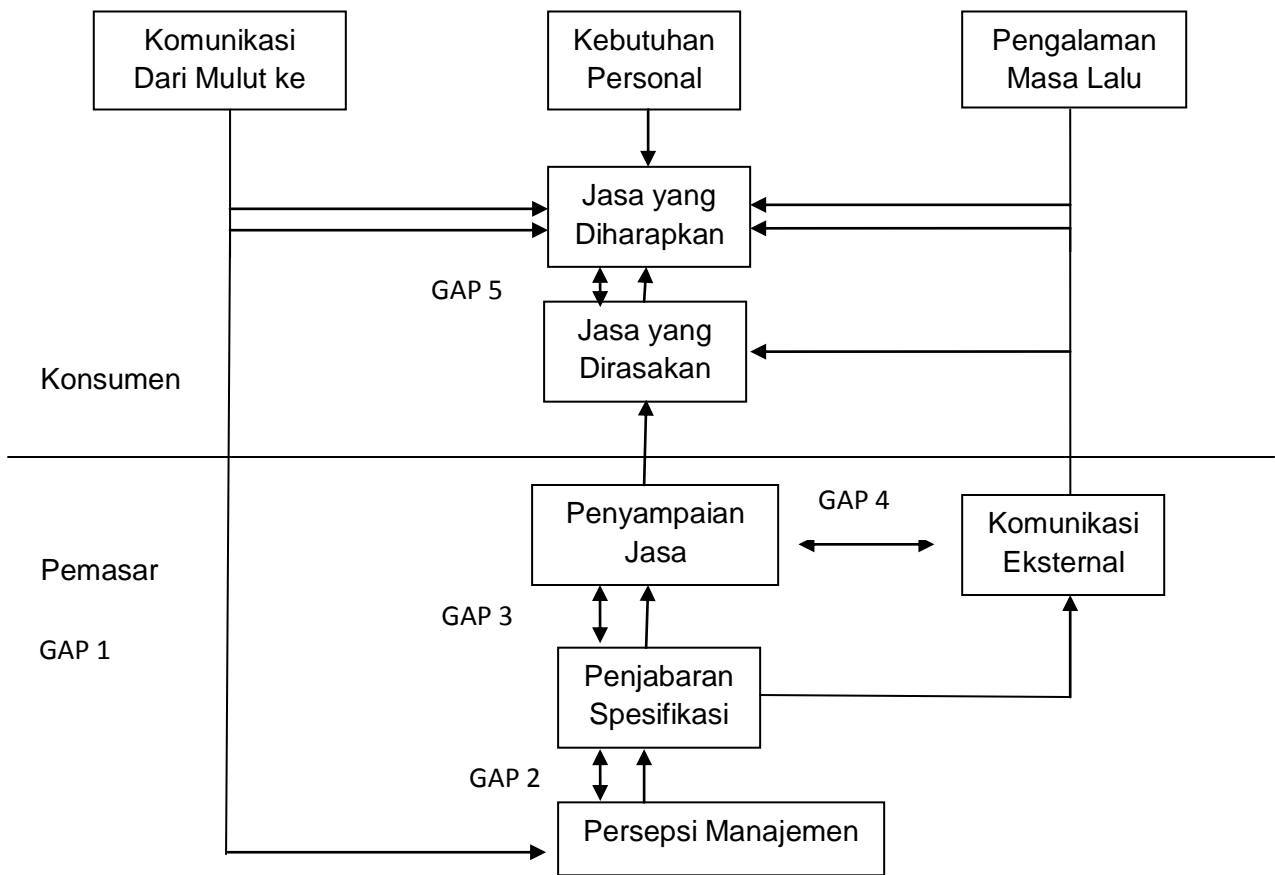 Komunikasi
Dari Mulut ke
Kebutuhan
Personal
Pengalaman
Masa Lalu
Jasa yang
Diharapkan
GAP 5
Jasa yang
Dirasakan
Konsumen
Penyampaian
Jasa
GAP 4
Komunikasi
Eksternal
Pemasar
GAP 3
GAP 1
Penjabaran
Spesifikasi
GAP 2
Persepsi Manajemen